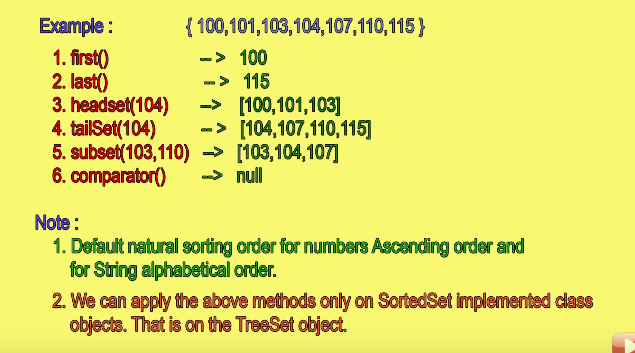 Example : { 100,101,103,104,107,110,115 }
1. first() --> 100
2. last() --> 115
3. headset(104) --> [100,101,103]
4. tailSet(104) --> [104,107,110,115]
5. subset(103,110) --> [103,104,107]
6. comparator() --> null
Note :
1. Default natural sorting order for numbers Ascending order and
for String alphabetical order.
2. We can apply the above methods only on SortedSet implemented class
objects. That is on the TreeSet object.